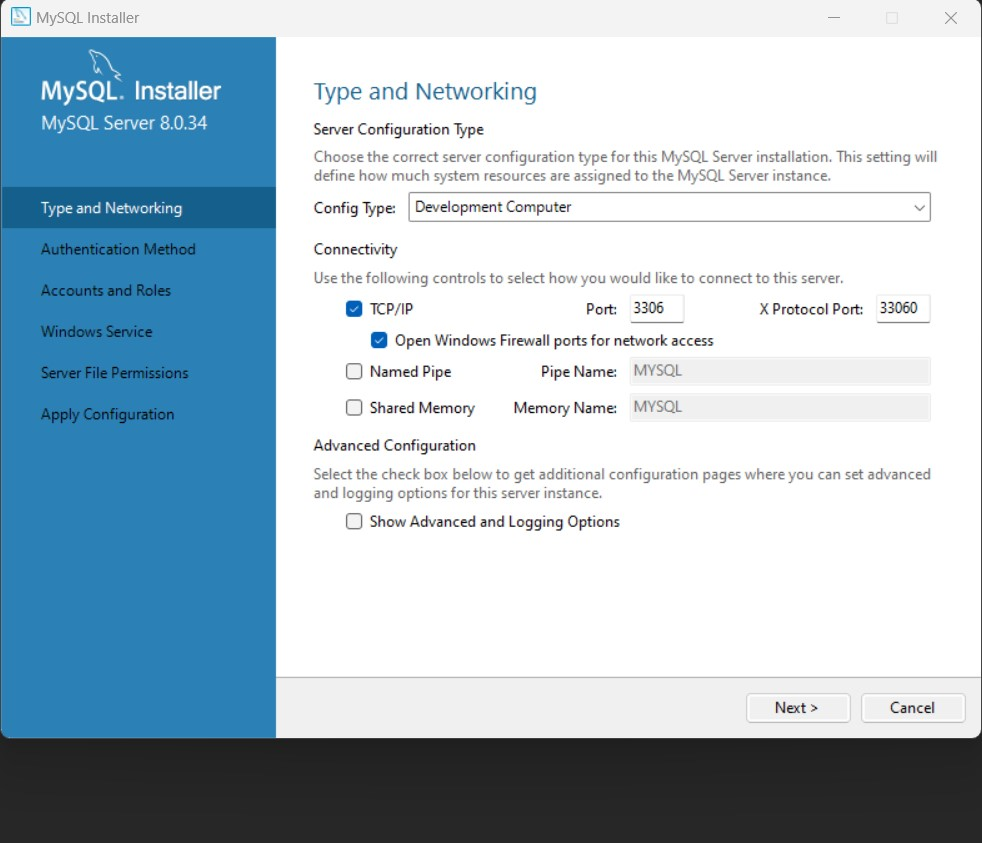 MySQL Installer
MySQL. Installer
MySQL Server 8.0.34
Type and Networking
Authentication Method
Accounts and Roles
Windows Service
Server File Permissions
Apply Configuration
Type and Networking
Server Configuration Type
Choose the correct server configuration type for this MySQL Server installation. This setting will
define how much system resources are assigned to the MySQL Server instance.
Config Type: Development Computer
Connectivity
Use the following controls to select how you would like to connect to this server.
TCP/IP Port: 3306 X Protocol Port: 33060
Open Windows Firewall ports for network access
Named Pipe Pipe Name: MYSQL
Shared Memory Memory Name: MYSQL
Advanced Configuration
Select the check box below to get additional configuration pages where you can set advanced
and logging options for this server instance.
Show Advanced and Logging Options
Next > Cancel